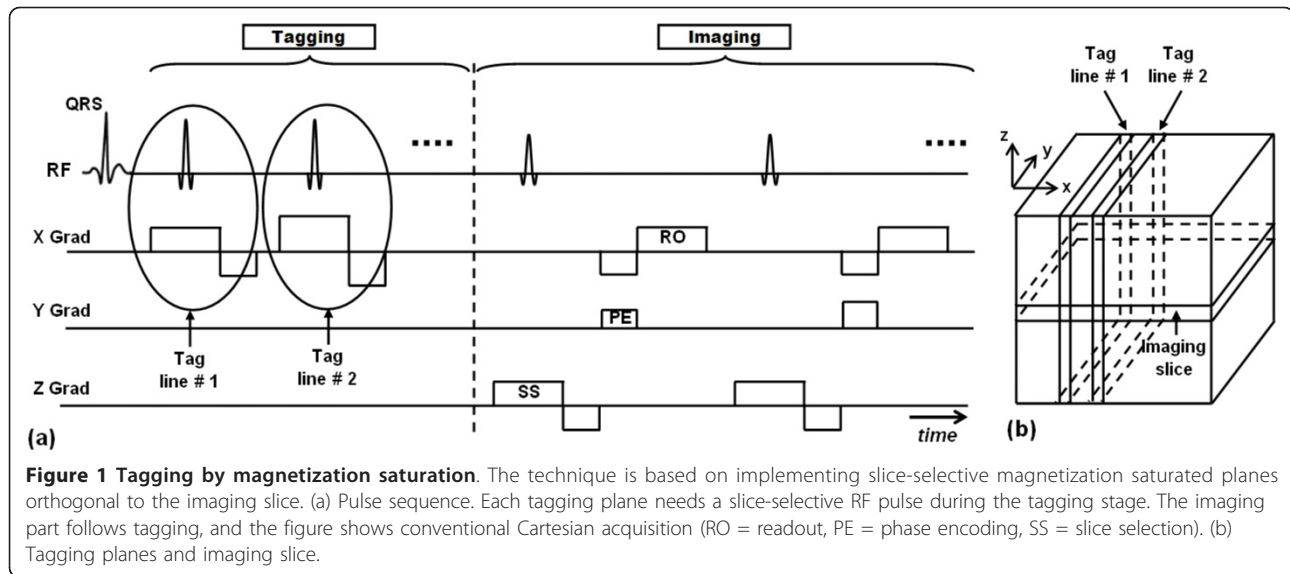 Tagging
Imaging
QRS
RF
X Grad
RO
Y Grad
PE
Tag
line # 1
Tag
line # 2
Z Grad
SS
time
(a)
Tag
line # 1
Tag
line # 2
z
y
x
Imaging
slice
(b)
Figure 1 Tagging by magnetization saturation. The technique is based on implementing slice-selective magnetization saturated planes
orthogonal to the imaging slice. (a) Pulse sequence. Each tagging plane needs a slice-selective RF pulse during the tagging stage. The imaging
part follows tagging, and the figure shows conventional Cartesian acquisition (RO = readout, PE = phase encoding, SS = slice selection). (b)
Tagging planes and imaging slice.